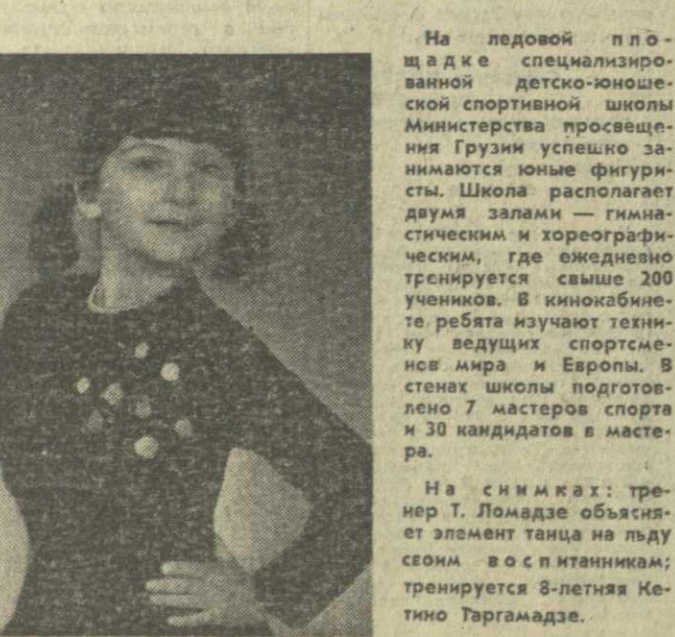 На ледовой пло-
щадке специализиро-
ванной детско-юноше-
ской спортивной школы
Министерства просвеще-
ния Грузии успешно за-
нимаются юные фигури-
сты. Школа располагает
двумя залами — гимна-
стическим и хореографи-
ческим, где ежедневно
тренируется свыше 200
учеников. В кинокабине-
те ребята изучают техни-
ку ведущих спортсме-
нов мира и Европы. В
стенах школы подготов-
лено 7 мастеров спорта
и 30 кандидатов в масте-
ра.
На снимках: тре-
нер Т. Ломадзе объясня-
ет элемент танца на льду
своим воспитанникам;
тренируется 8-летняя Ке-
тино Таргамадзе.